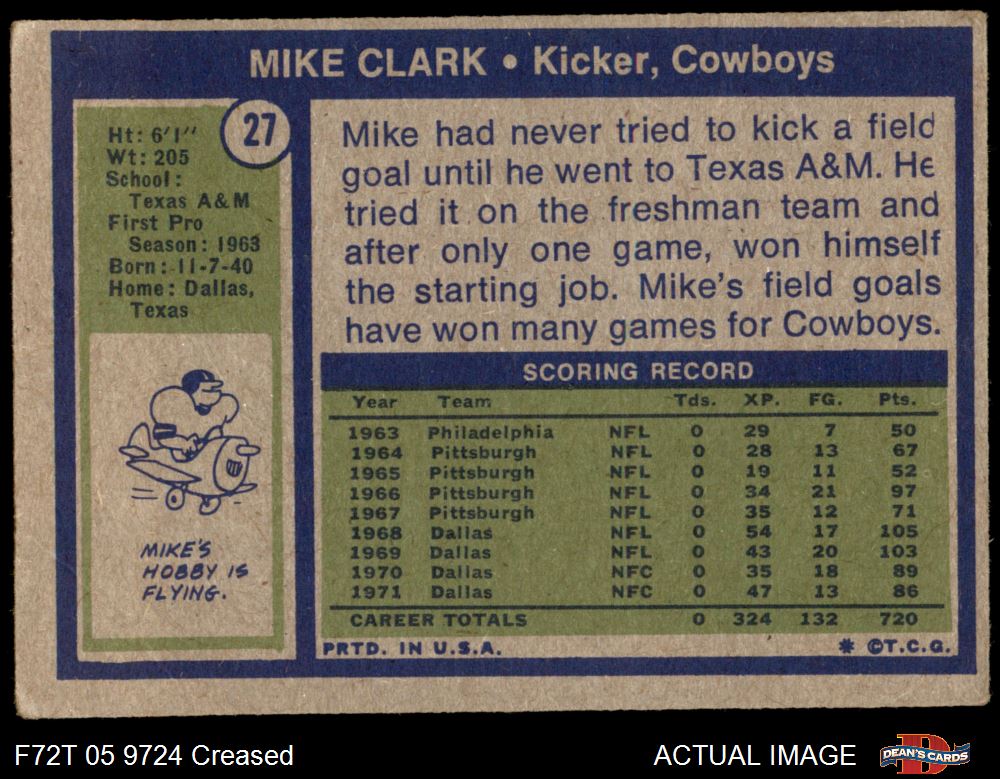 MIKE CLARK • Kicker, Cowboys
27
Ht: 6'1''
Wt: 205
School:
Texas A&M
First Pro
Season: 1963
Born: 11-7-40
Home: Dallas,
Texas
MIKE'S
HOBBY IS
FLYING.
Mike had never tried to kick a field
goal until he went to Texas A&M. He
tried it on the freshman team and
after only one game, won himself
the starting job. Mike's field goals
have won many games for Cowboys.
SCORING RECORD
Year Team Tds. XP. FG. Pts.
1963 Philadelphia NFL 0 29 7 50
1964 Pittsburgh NFL 0 28 13 67
1965 Pittsburgh NFL 0 19 11 52
1966 Pittsburgh NFL 0 34 21 97
1967 Pittsburgh NFL 0 35 12 71
1968 Dallas NFL 0 54 17 105
1969 Dallas NFL 0 43 20 103
1970 Dallas NFC 0 35 18 89
1971 Dallas NFC 0 47 13 86
CAREER TOTALS 0 324 132 720
PRTD. IN U.S.A. * ©T.C.G.
F72T 05 9724 Creased ACTUAL IMAGE DEAN'S CARDS